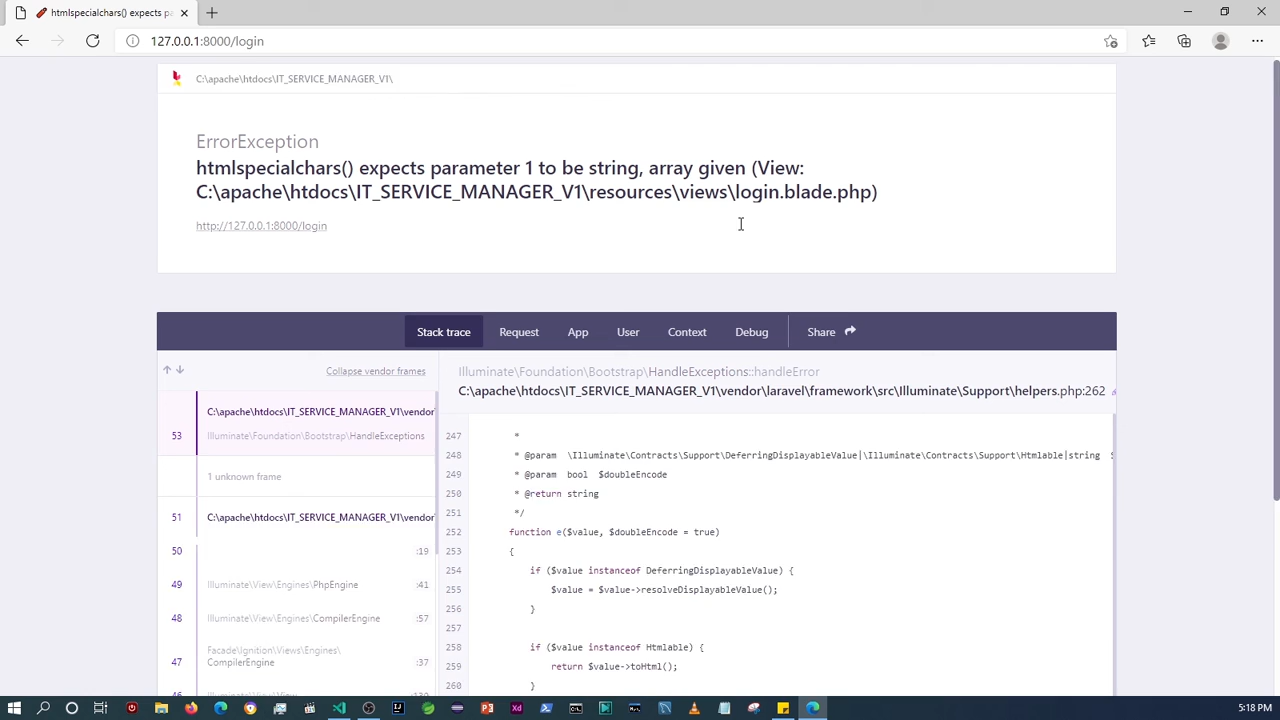 htmlspecialchars() expects pa
127.0.0.1:8000/login
C:\apache\htdocs\IT_SERVICE_MANAGER_V1\
ErrorException
htmlspecialchars() expects parameter 1 to be string, array given (View:
C:\apache\htdocs\IT_SERVICE_MANAGER_V1\resources\views\login.blade.php)
http://127.0.0.1:8000/login
Stack trace
Request
App
User
Context
Debug
Share
Collapse vendor frames
C:\apache\htdocs\IT_SERVICE_MANAGER_V1\vendor
53
Illuminate\Foundation\Bootstrap\HandleExceptions
1 unknown frame
51
C:\apache\htdocs\IT_SERVICE_MANAGER_V1\vendor
50 :19
49 Illuminate\View\Engines\PhpEngine :41
48 Illuminate\View\Engines\CompilerEngine :57
Facade\Ignition\Views\Engines\
47 CompilerEngine :37
46 Illuminate\View\View :139
Illuminate\Foundation\Bootstrap\HandleExceptions::handleError
C:\apache\htdocs\IT_SERVICE_MANAGER_V1\vendor\laravel\framework\src\Illuminate\Support\helpers.php:262
247 *
248 * @param \Illuminate\Contracts\Support\DeferringDisplayableValue|\Illuminate\Contracts\Support\Htmlable|string
249 * @param bool $doubleEncode
250 * @return string
251 */
252 function e($value, $doubleEncode = true)
253 {
254 if ($value instanceof DeferringDisplayableValue) {
255 $value = $value->resolveDisplayableValue();
256 }
257
258 if ($value instanceof Htmlable) {
259 return $value->toHtml();
260 }
5:18 PM